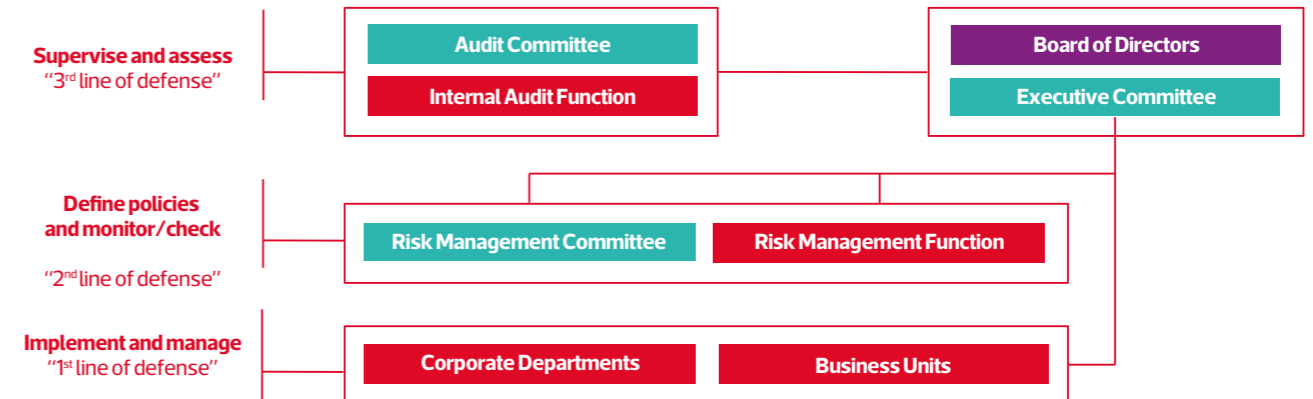 Supervise and assess
“3rd line of defense”
Audit Committee
Internal Audit Function
Board of Directors
Executive Committee
Define policies
and monitor/check
“2nd line of defense”
Risk Management Committee
Risk Management Function
Implement and manage
“1st line of defense”
Corporate Departments
Business Units